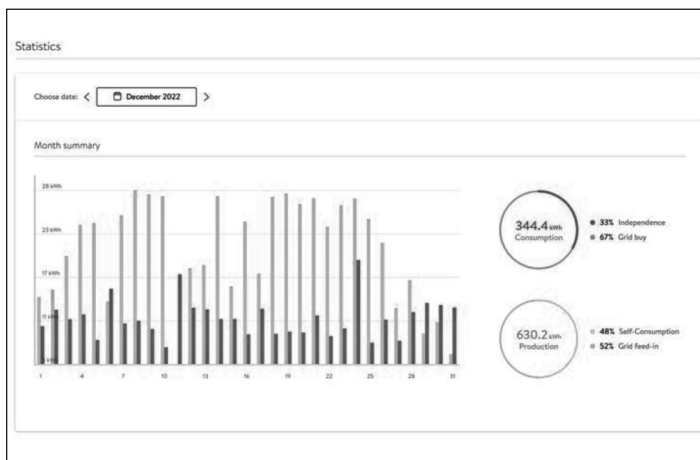 Statistics
Choose date: < December 2022 >
Month summary
28 kWh
23 kWh
17 kWh
11 kWh
kWh
1 4 7 10 13 16 19 22 25 28 31
344.4 kWh
Consumption
33% Independence
67% Grid buy
630.2 kWh
Production
48% Self-Consumption
52% Grid feed-in